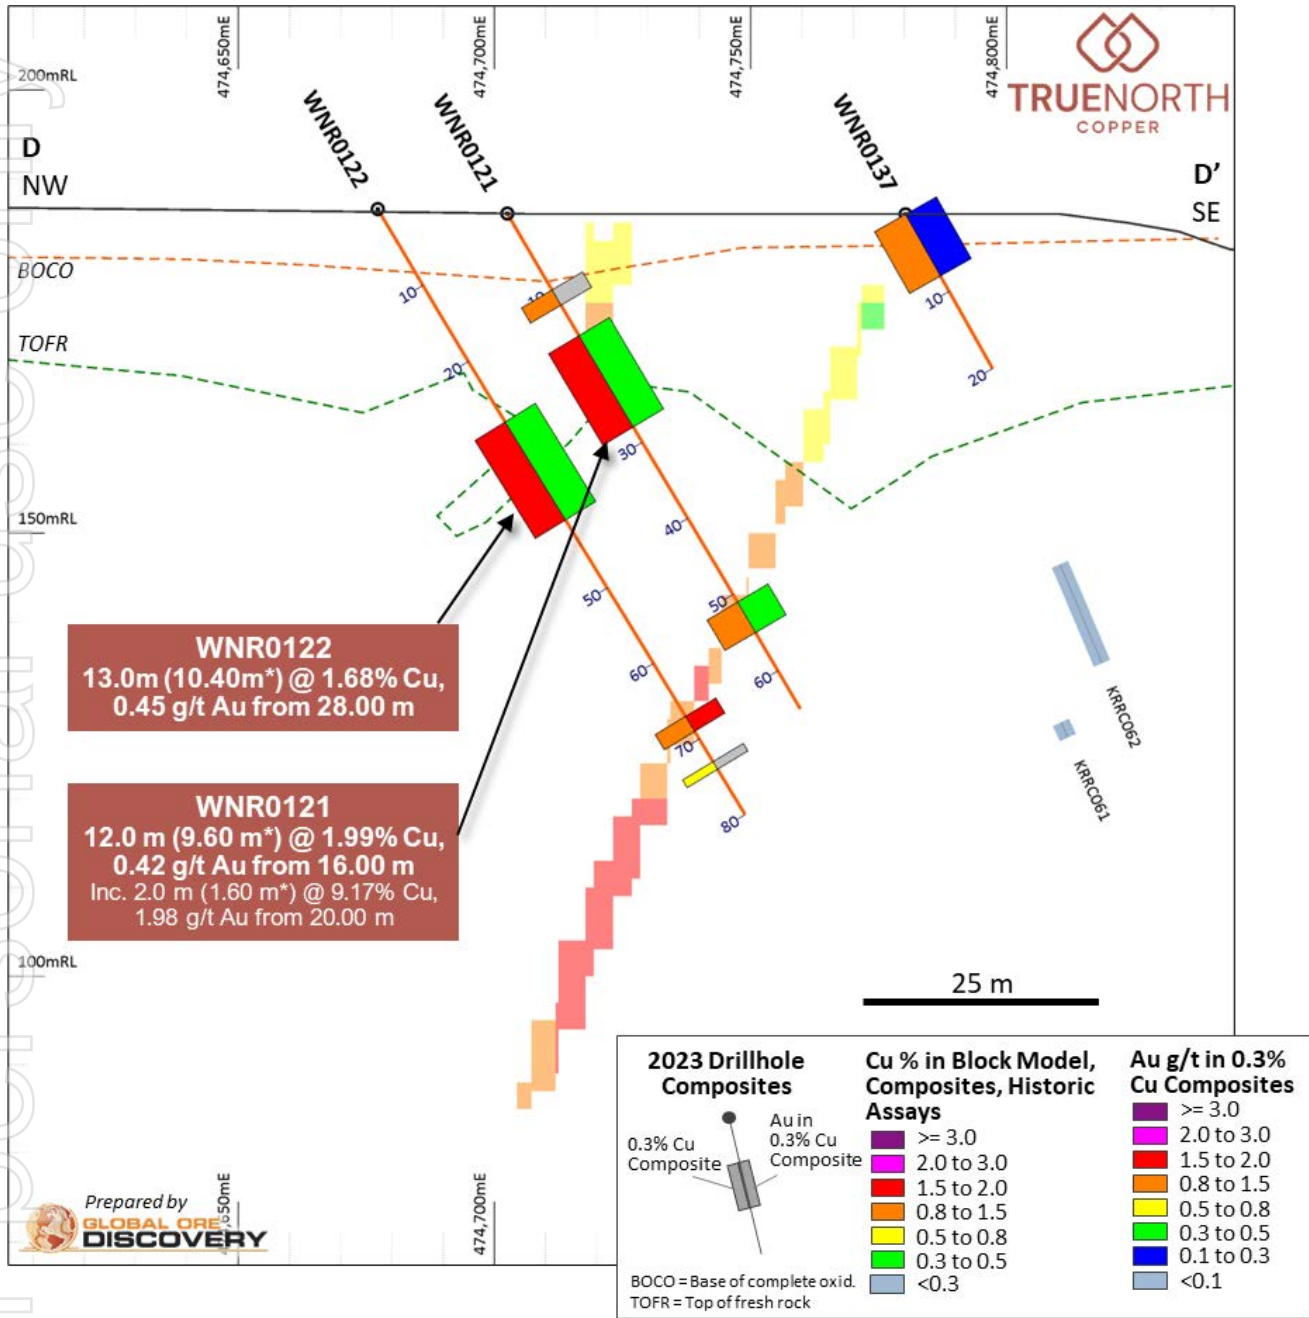 474,650mE
474,700mE
474,750mE
474,800mE
TRUENORTH
COPPER
200mRL
WNR0122
WNR0121
WNR0137
D
NW
D'
SE
BOCO
TOFR
10
20
50
60
70
80
10
30
40
50
60
10
20
150mRL
WNR0122
13.0m (10.40m*) @ 1.68% Cu,
0.45 g/t Au from 28.00 m
WNR0121
12.0 m (9.60 m*) @ 1.99% Cu,
0.42 g/t Au from 16.00 m
Inc. 2.0 m (1.60 m*) @ 9.17% Cu,
1.98 g/t Au from 20.00 m
KRRC062
KRRC061
100mRL
25 m
2023 Drillhole
Composites
0.3% Cu
Composite
Au in
0.3% Cu
Composite
BOCO = Base of complete oxid.
TOFR = Top of fresh rock
Cu % in Block Model,
Composites, Historic
Assays
>= 3.0
2.0 to 3.0
1.5 to 2.0
0.8 to 1.5
0.5 to 0.8
0.3 to 0.5
<0.3
Au g/t in 0.3%
Cu Composites
>= 3.0
2.0 to 3.0
1.5 to 2.0
0.8 to 1.5
0.5 to 0.8
0.3 to 0.5
0.1 to 0.3
<0.1
474,650mE
474,700mE
Prepared by
GLOBAL ORE
DISCOVERY